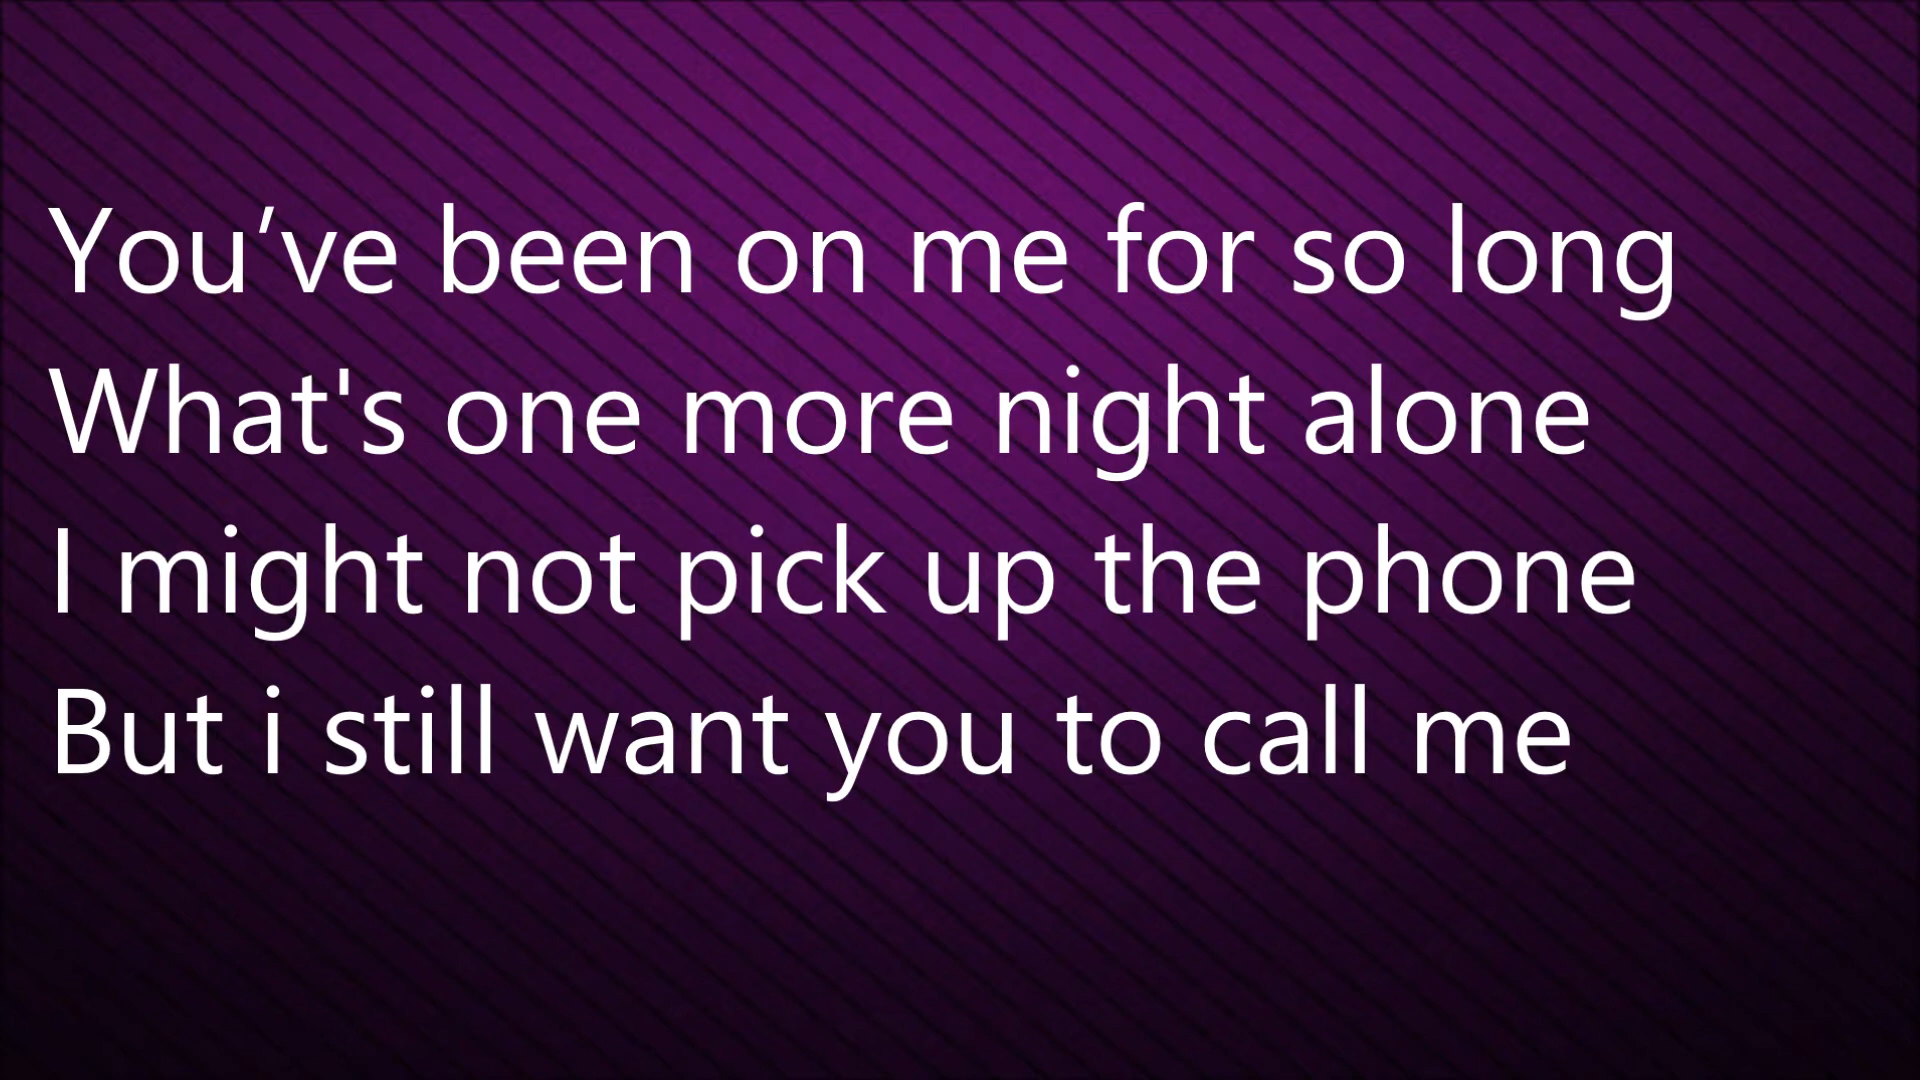 You’ve been on me for so long
What's one more night alone
I might not pick up the phone
But i still want you to call me